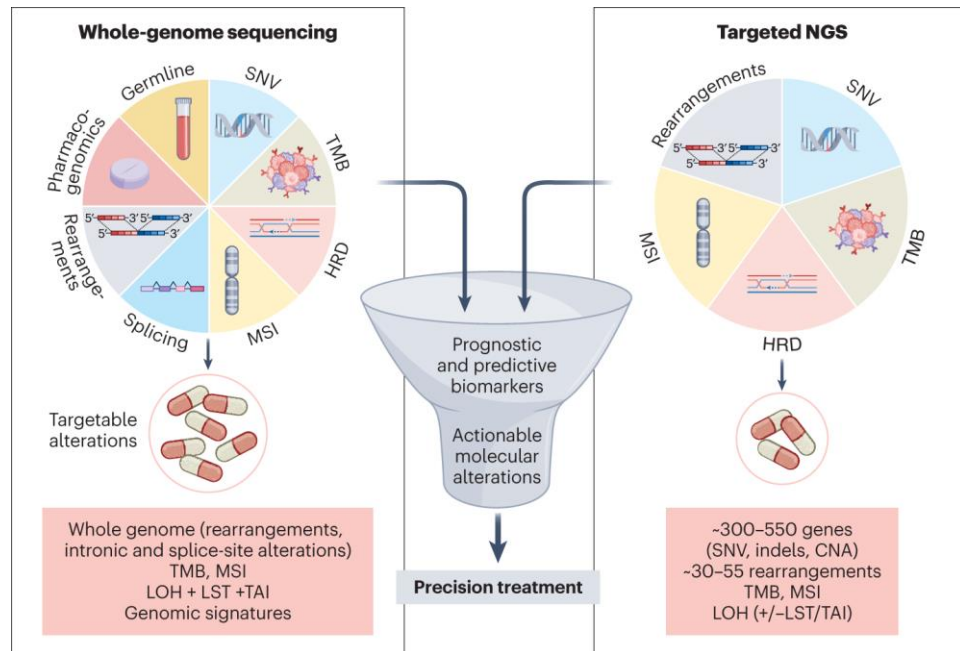 Whole-genome sequencing
Germline
SNV
Pharmaco-
genomics
TMB
5′ 3′ 5′ 3′
5′ 3′
Rearrange-
ments
HRD
Splicing
MSI
Targetable
alterations
Whole genome (rearrangements,
intronic and splice-site alterations)
TMB, MSI
LOH + LST +TAI
Genomic signatures
Prognostic
and predictive
biomarkers
Actionable
molecular
alterations
Precision treatment
Targeted NGS
Rearrangements
SNV
5′ 3′ 5′ 3′
5′ 3′
MSI
TMB
HRD
~300–550 genes
(SNV, indels, CNA)
~30–55 rearrangements
TMB, MSI
LOH (+/–LST/TAI)